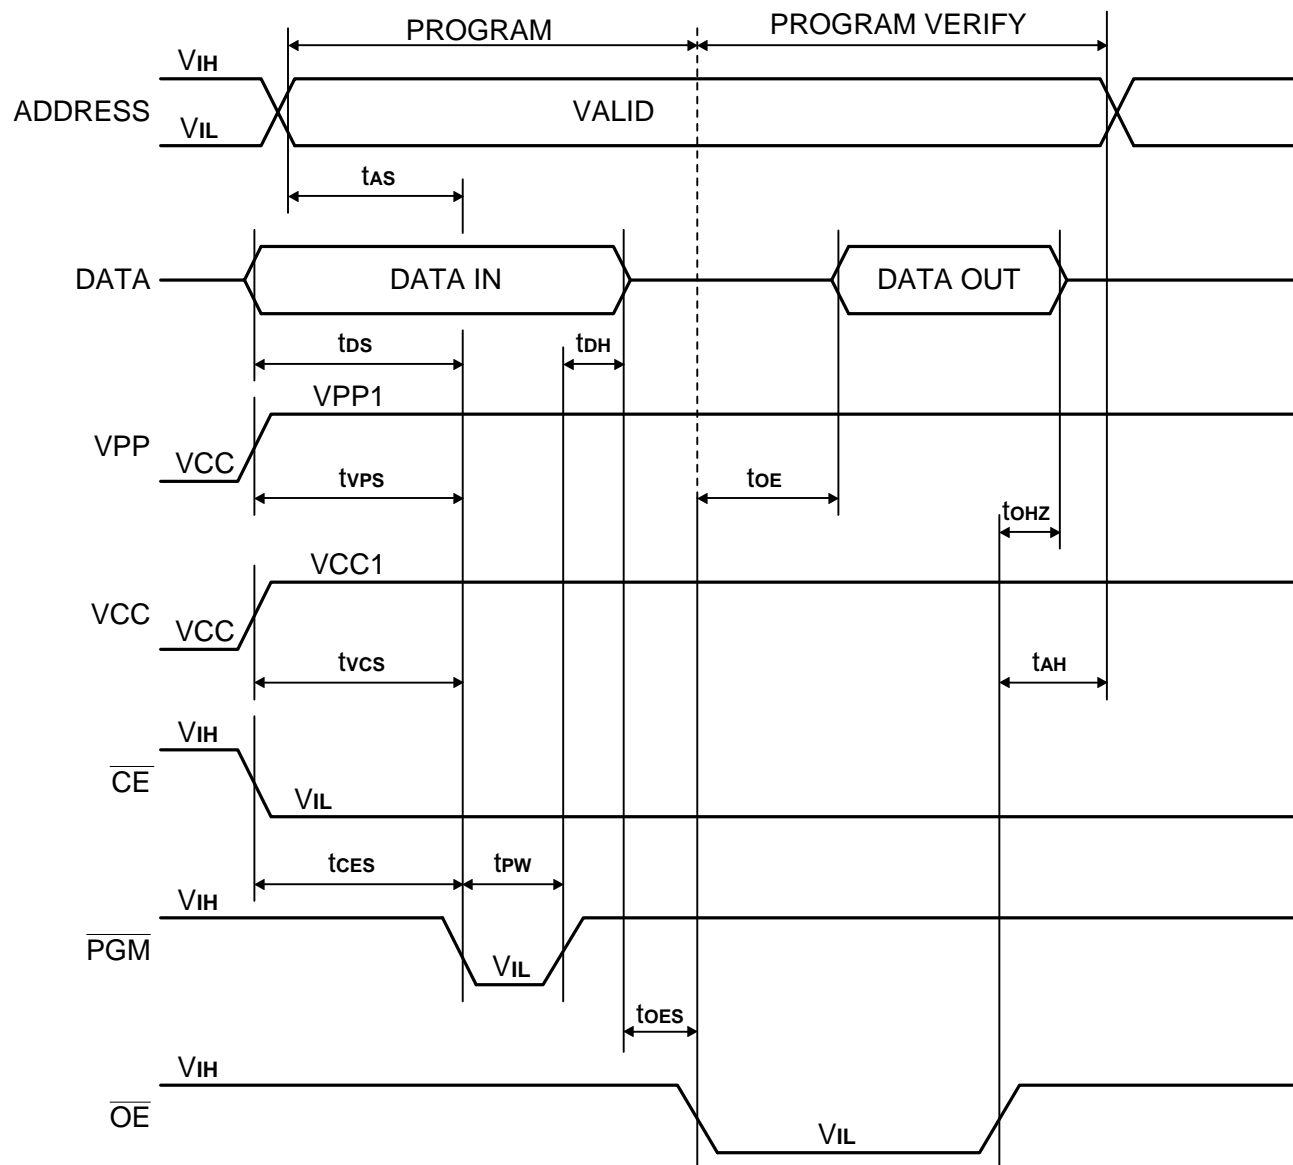 PROGRAM PROGRAM VERIFY
VIH
ADDRESS VALID
VIL
tAS
DATA DATA IN DATA OUT
tDS tDH
VPP1
VPP
VCC
tVPS tOE
tOHZ
VCC1
VCC
VCC
tVCS tAH
VIH
CE
VIL
tCES tPW
VIH
PGM
VIL
tOES
VIH
OE
VIL